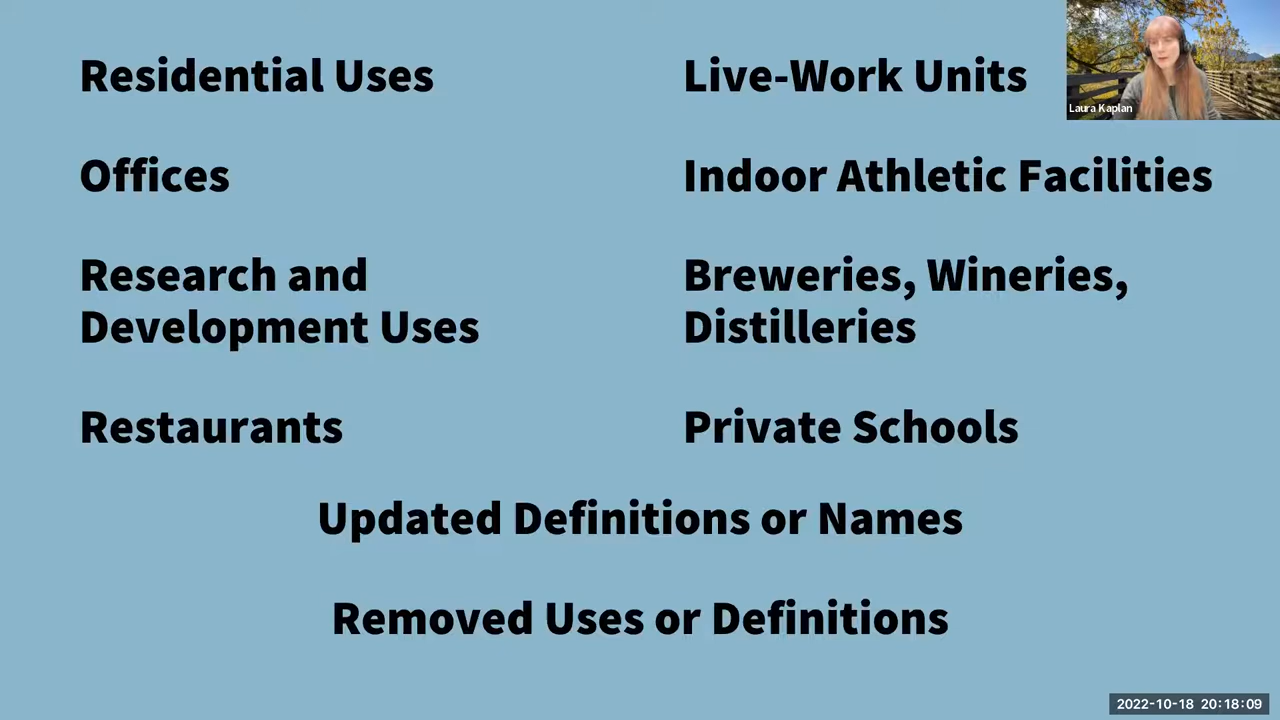 Residential Uses
Live-Work Units
Laura Kaplan
Offices
Indoor Athletic Facilities
Research and
Development Uses
Breweries, Wineries,
Distilleries
Restaurants
Private Schools
Updated Definitions or Names
Removed Uses or Definitions
2022-10-18 20:18:09